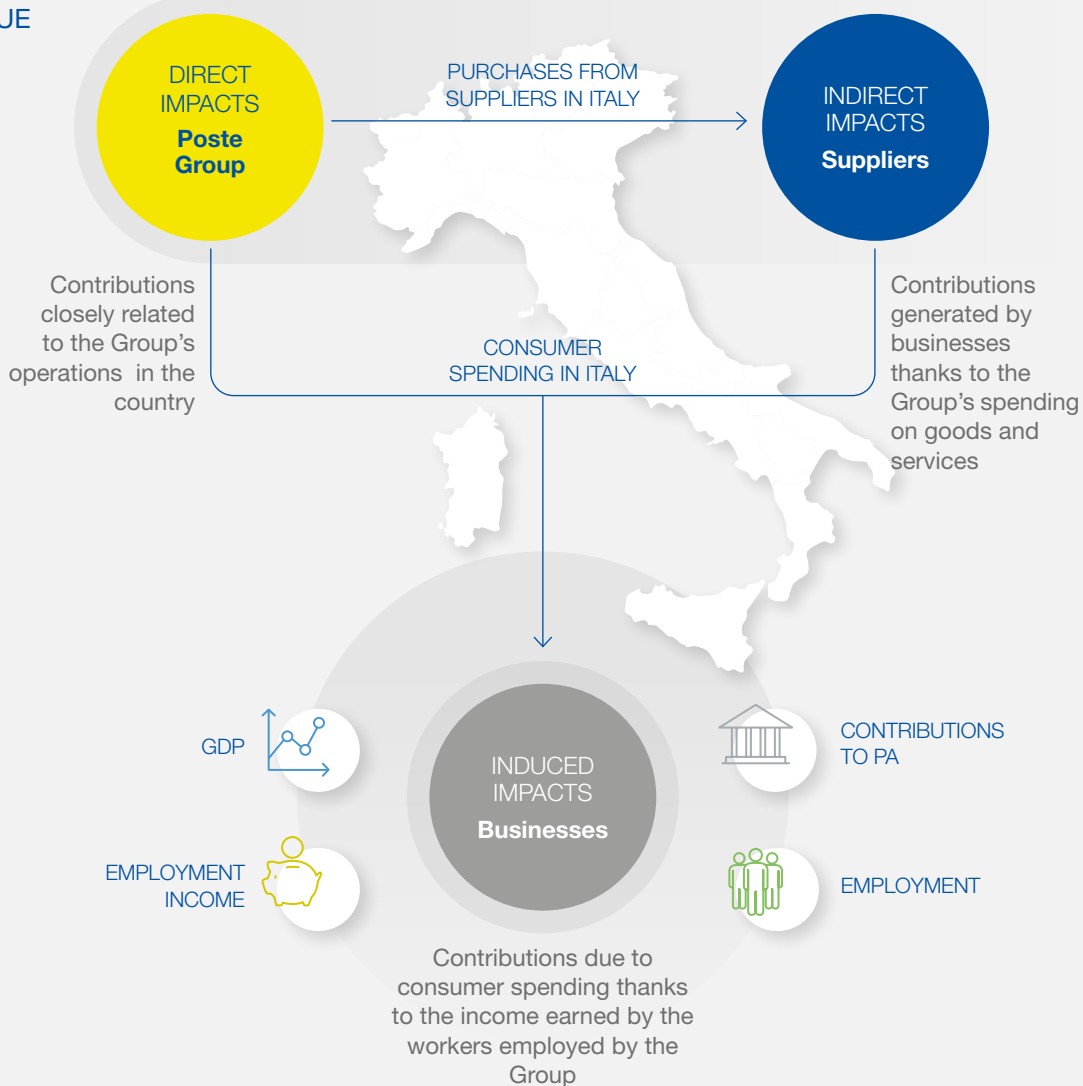 UE
DIRECT
IMPACTS
Poste
Group
PURCHASES FROM
SUPPLIERS IN ITALY
INDIRECT
IMPACTS
Suppliers
Contributions
closely related
to the Group's
operations in the
country
CONSUMER
SPENDING IN ITALY
Contributions
generated by
businesses
thanks to the
Group's spending
on goods and
services
GDP
EMPLOYMENT
INCOME
INDUCED
IMPACTS
Businesses
CONTRIBUTIONS
TO PA
EMPLOYMENT
Contributions due to
consumer spending thanks
to the income earned by the
workers employed by the
Group